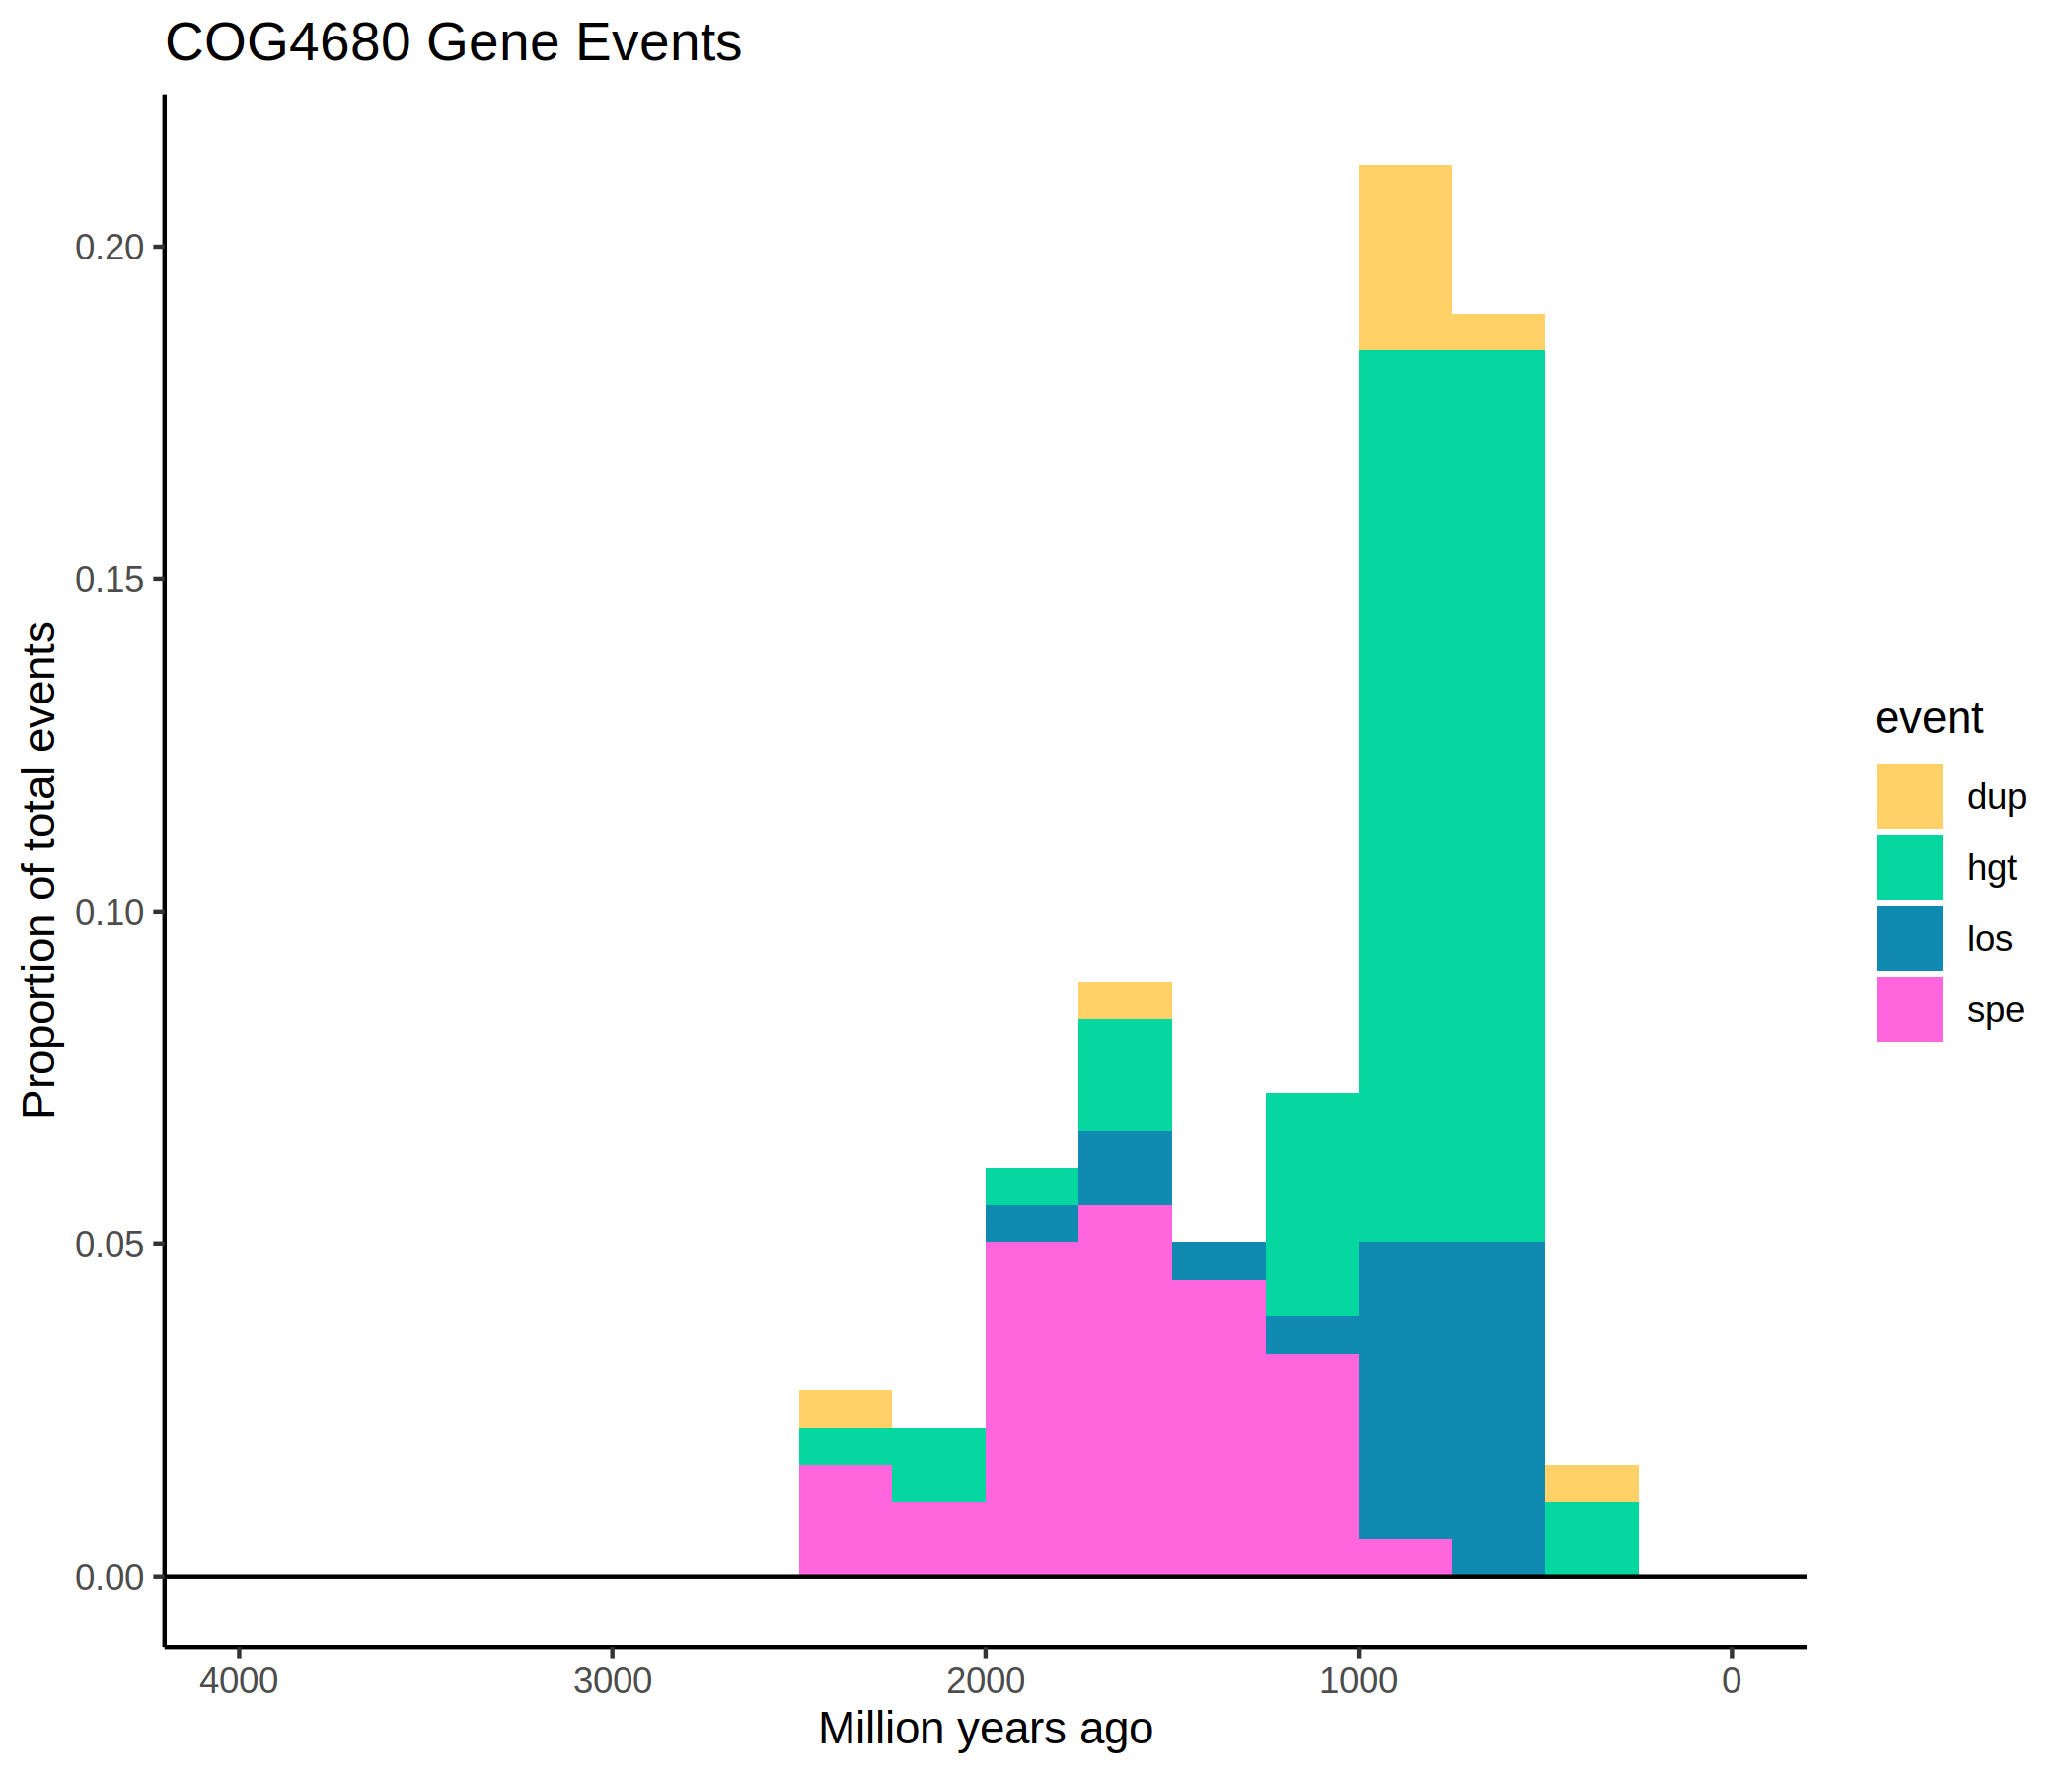 COG4680 Gene Events
Proportion of total events
0.20
0.15
0.10
0.05
0.00
4000 3000 2000 1000 0
Million years ago
event
dup
hgt
los
spe